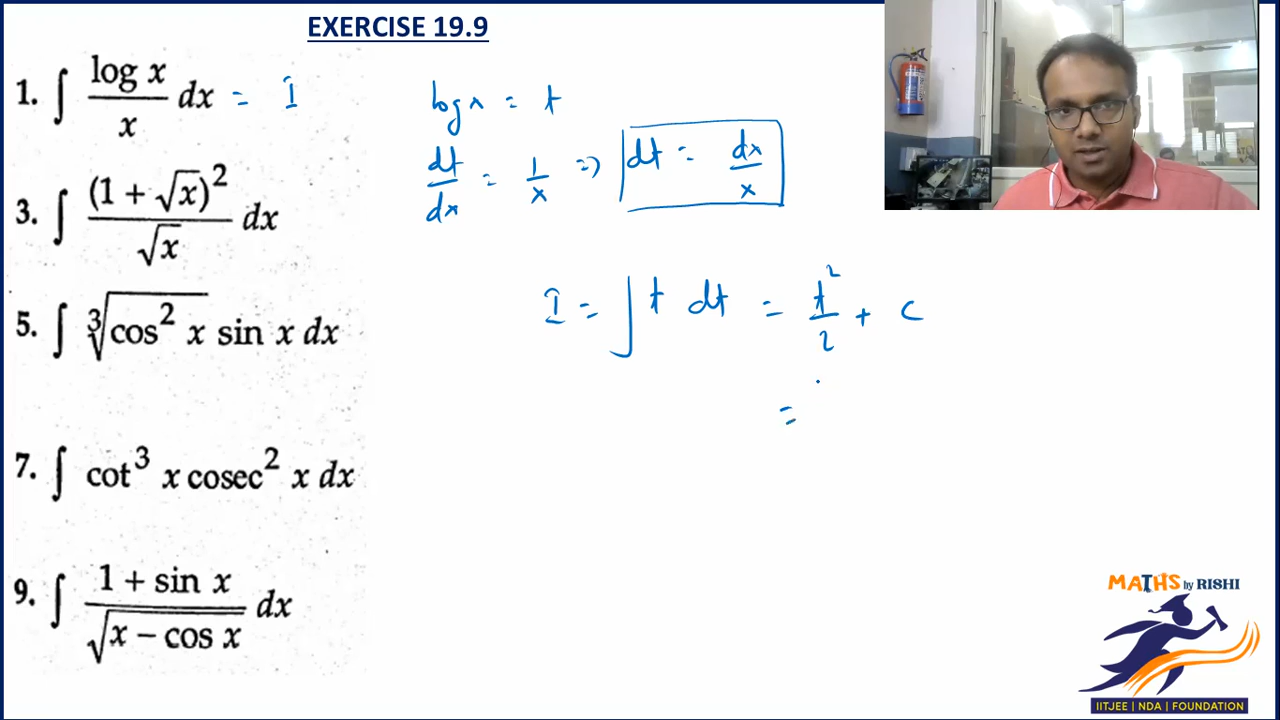 EXERCISE 19.9
1. ∫ log x / x dx = I
3. ∫ (1 + √x)² / √x dx
5. ∫ ∛(cos² x) sin x dx
7. ∫ cot³ x cosec² x dx
9. ∫ 1 + sin x / √(x − cos x) dx
log x = t
dt/dx = 1/x ⇒ dt = dx/x
I = ∫ t dt = t²/2 + c
=
MATHS by RISHI
IITJEE | NDA | FOUNDATION